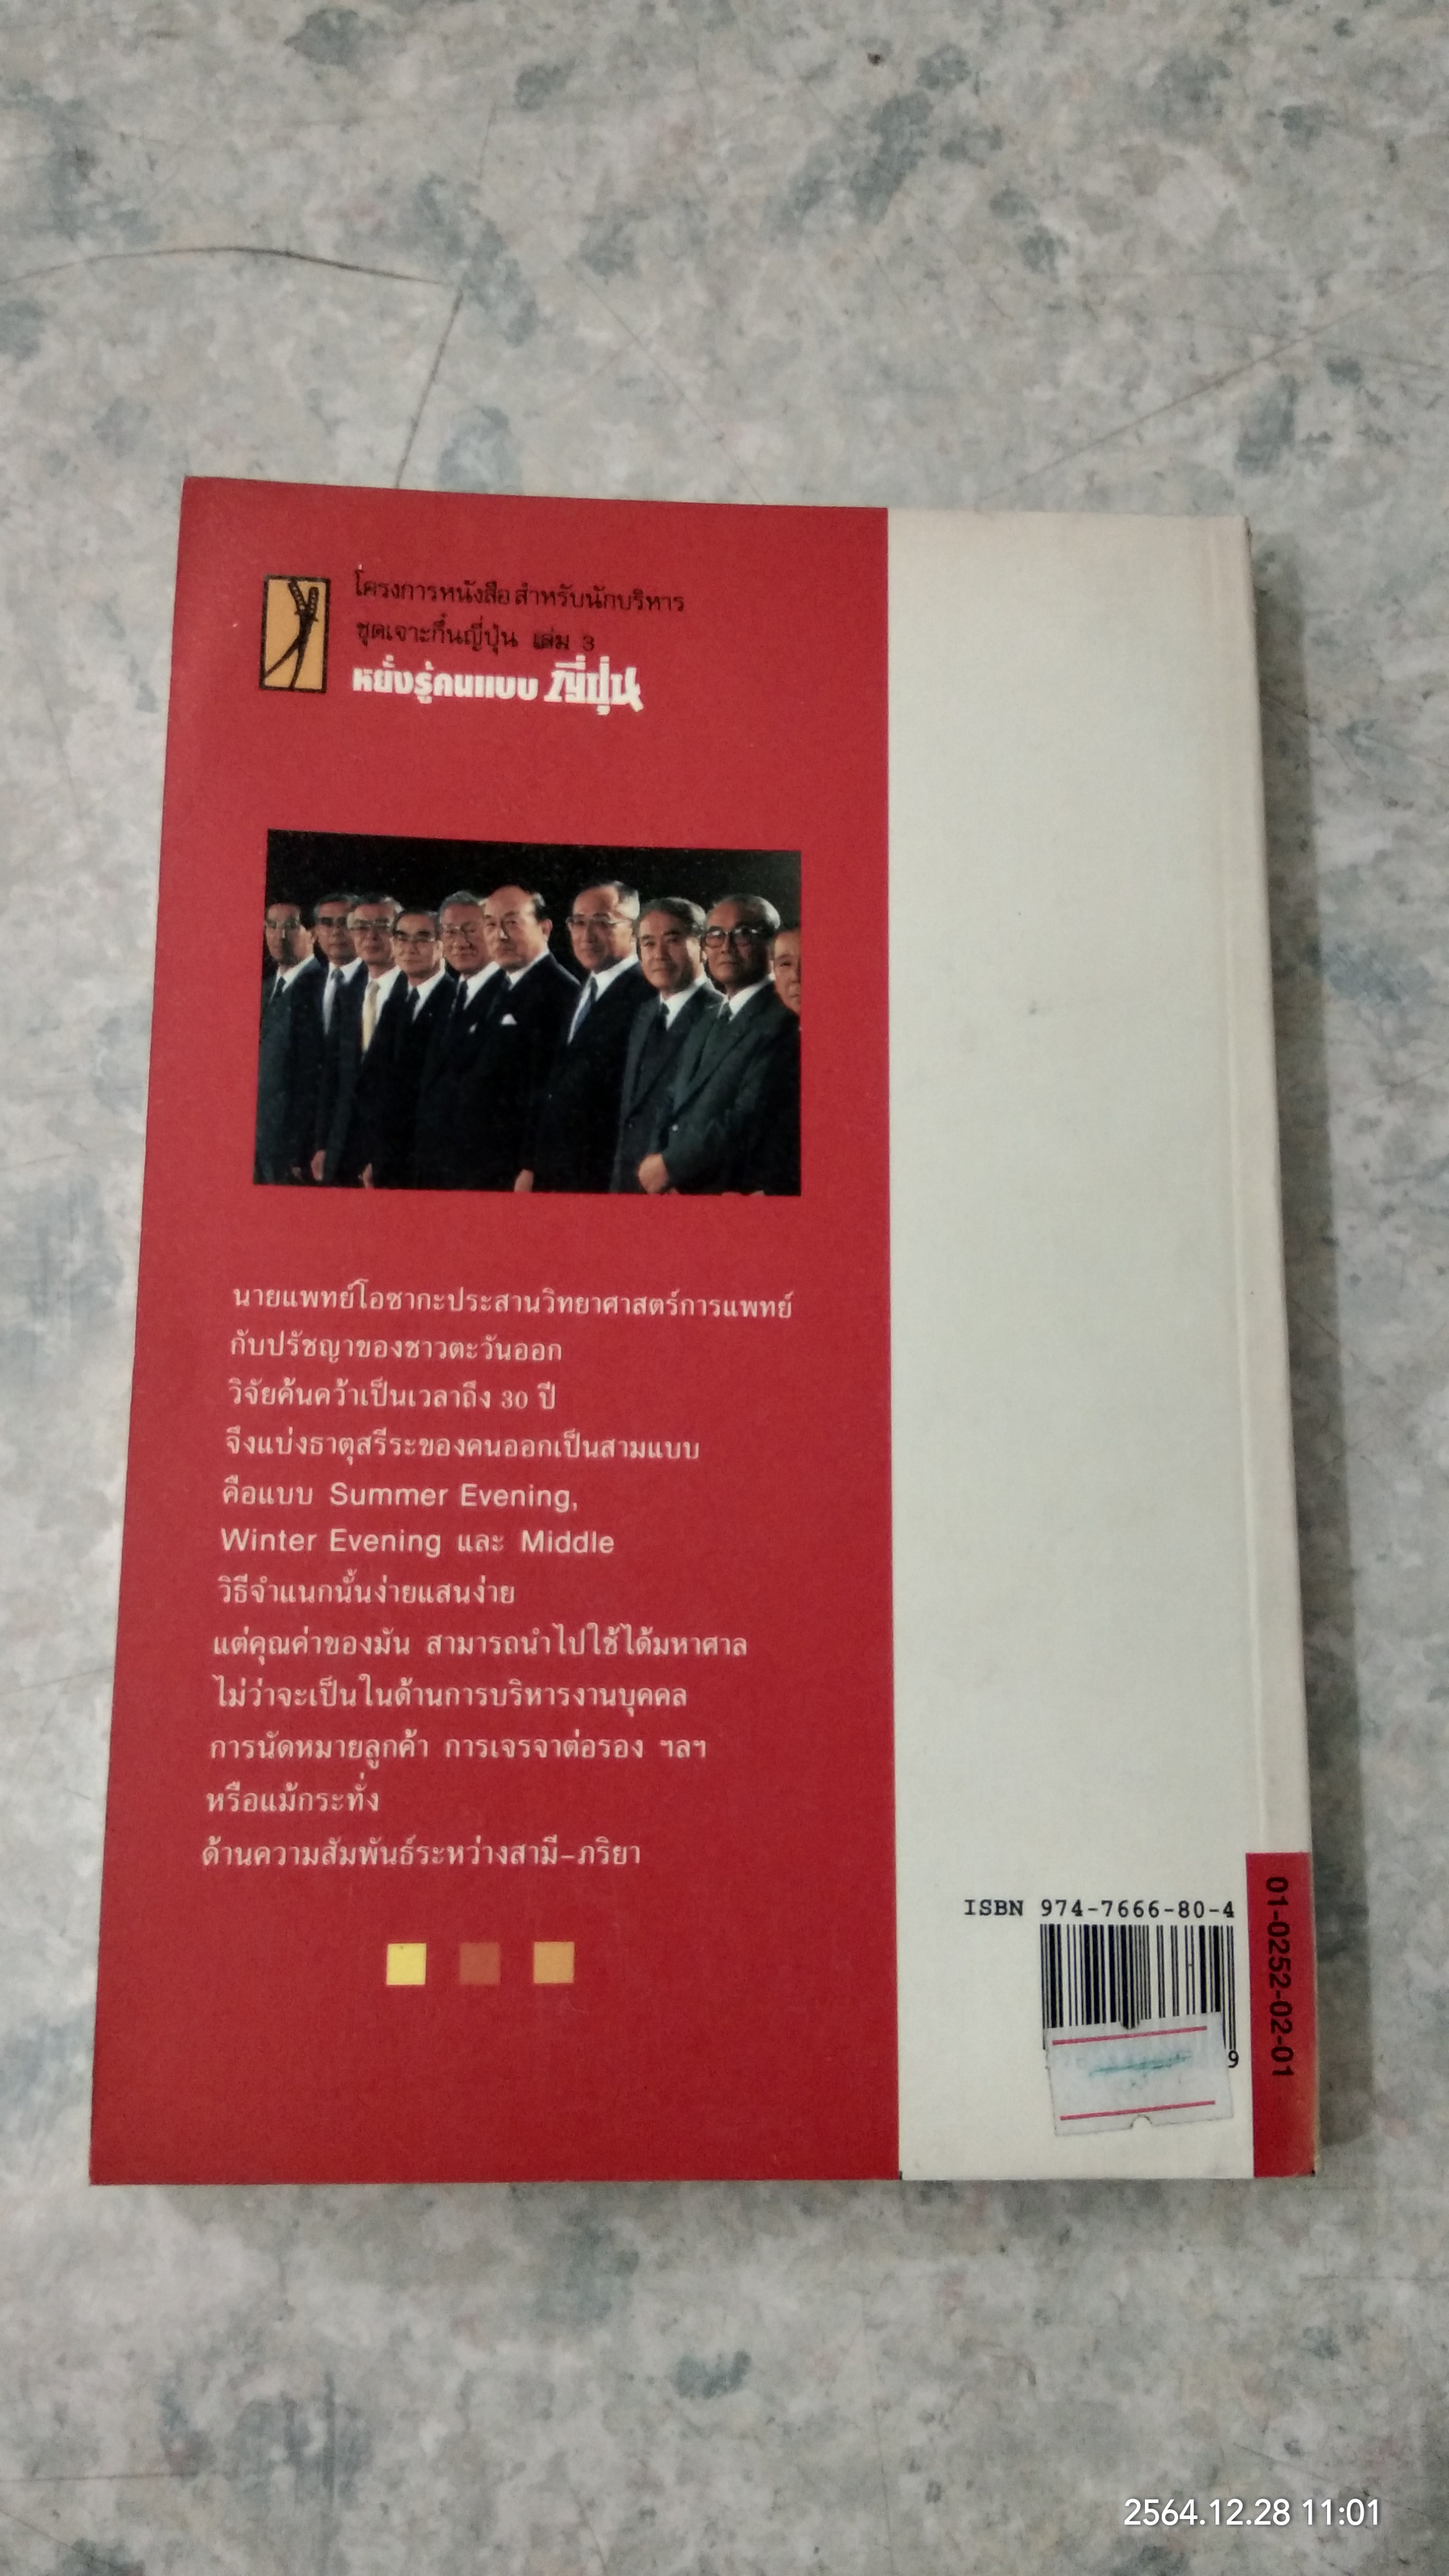 โครงการหนังสือสำหรับนักบริหาร
ชุดเจาะกึ๋นญี่ปุ่น เล่ม 3
หยั่งรู้คนแบบญี่ปุ่น
นายแพทย์โอซากะประสานวิทยาศาสตร์การแพทย์
กับปรัชญาของชาวตะวันออก
วิจัยค้นคว้าเป็นเวลาถึง 30 ปี
จึงแบ่งธาตุสรีระของคนออกเป็นสามแบบ
คือแบบ Summer Evening,
Winter Evening และ Middle
วิธีจำแนกนั้นง่ายแสนง่าย
แต่คุณค่าของมัน สามารถนำไปใช้ได้มหาศาล
ไม่ว่าจะเป็นในด้านการบริหารงานบุคคล
การนัดหมายลูกค้า การเจรจาต่อรอง ฯลฯ
หรือแม้กระทั่ง
ด้านความสัมพันธ์ระหว่างสามี-ภริยา
ISBN 974-7666-80-4
9
01-0252-02-01
2564.12.28 11:01